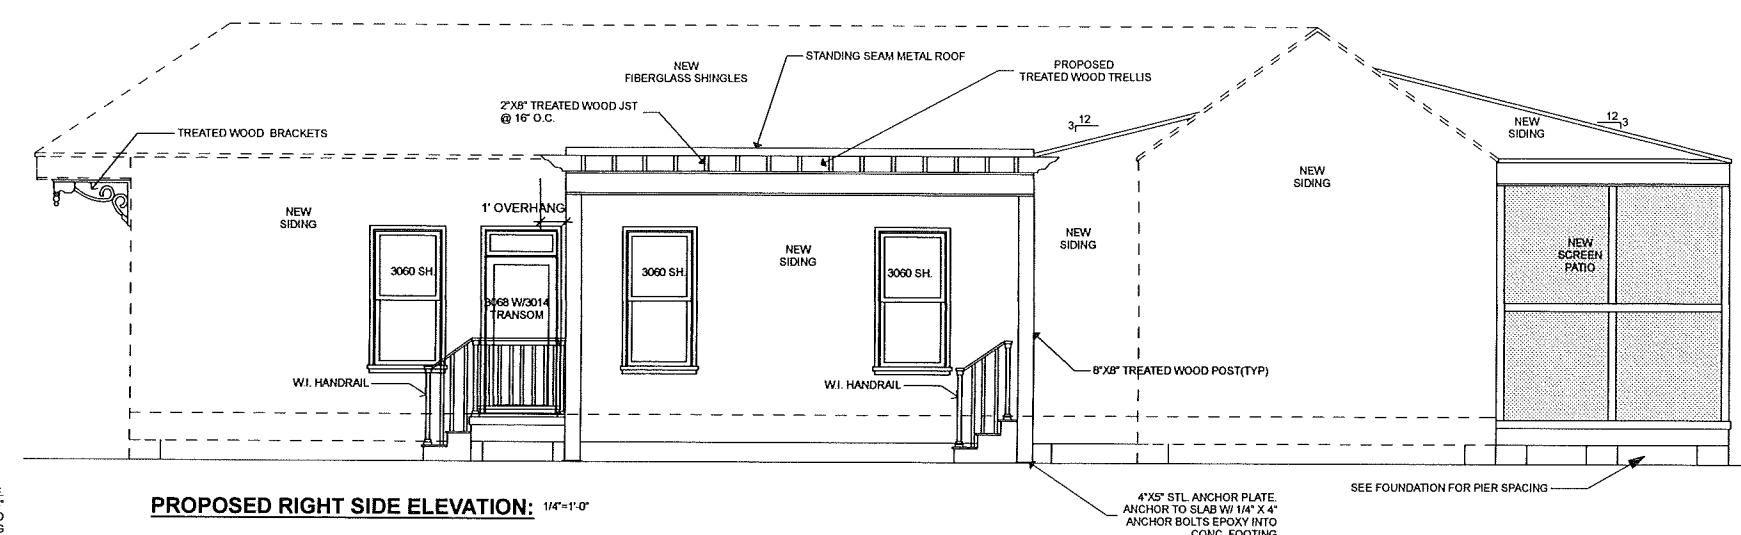 STANDING SEAM METAL ROOF
NEW
FIBERGLASS SHINGLES
PROPOSED
TREATED WOOD TRELLIS
2"X8" TREATED WOOD JST
@ 16" O.C.
TREATED WOOD BRACKETS
12
3
12
3
NEW
SIDING
NEW
SIDING
1' OVERHANG
NEW
SIDING
NEW
SIDING
NEW
SIDING
NEW
SCREEN
PATIO
3060 SH.
3068 W/3014
TRANSOM
3060 SH.
3060 SH.
W.I. HANDRAIL
W.I. HANDRAIL
8"X8" TREATED WOOD POST(TYP)
SEE FOUNDATION FOR PIER SPACING
4"X5" STL. ANCHOR PLATE.
ANCHOR TO SLAB W/ 1/4" X 4"
ANCHOR BOLTS EPOXY INTO
CONC. FOOTING
PROPOSED RIGHT SIDE ELEVATION: 1/4"=1'-0"